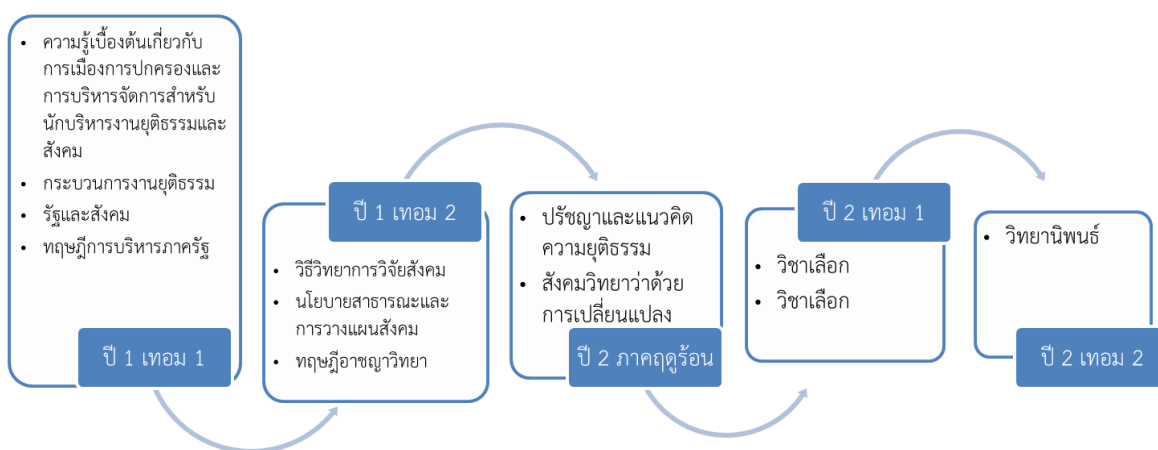 • ความรู้เบื้องต้นเกี่ยวกับ
การเมืองการปกครองและ
การบริหารจัดการสำหรับ
นักบริหารงานยุติธรรมและ
สังคม
• กระบวนการงานยุติธรรม
• รัฐและสังคม
• ทฤษฎีการบริหารภาครัฐ
ปี 1 เทอม 1
ปี 1 เทอม 2
• วิธีวิทยาการวิจัยสังคม
• นโยบายสาธารณะและ
การวางแผนสังคม
• ทฤษฎีอาชญาวิทยา
• ปรัชญาและแนวคิด
ความยุติธรรม
• สังคมวิทยาว่าด้วย
การเปลี่ยนแปลง
ปี 2 ภาคฤดูร้อน
ปี 2 เทอม 1
• วิชาเลือก
• วิชาเลือก
• วิทยานิพนธ์
ปี 2 เทอม 2